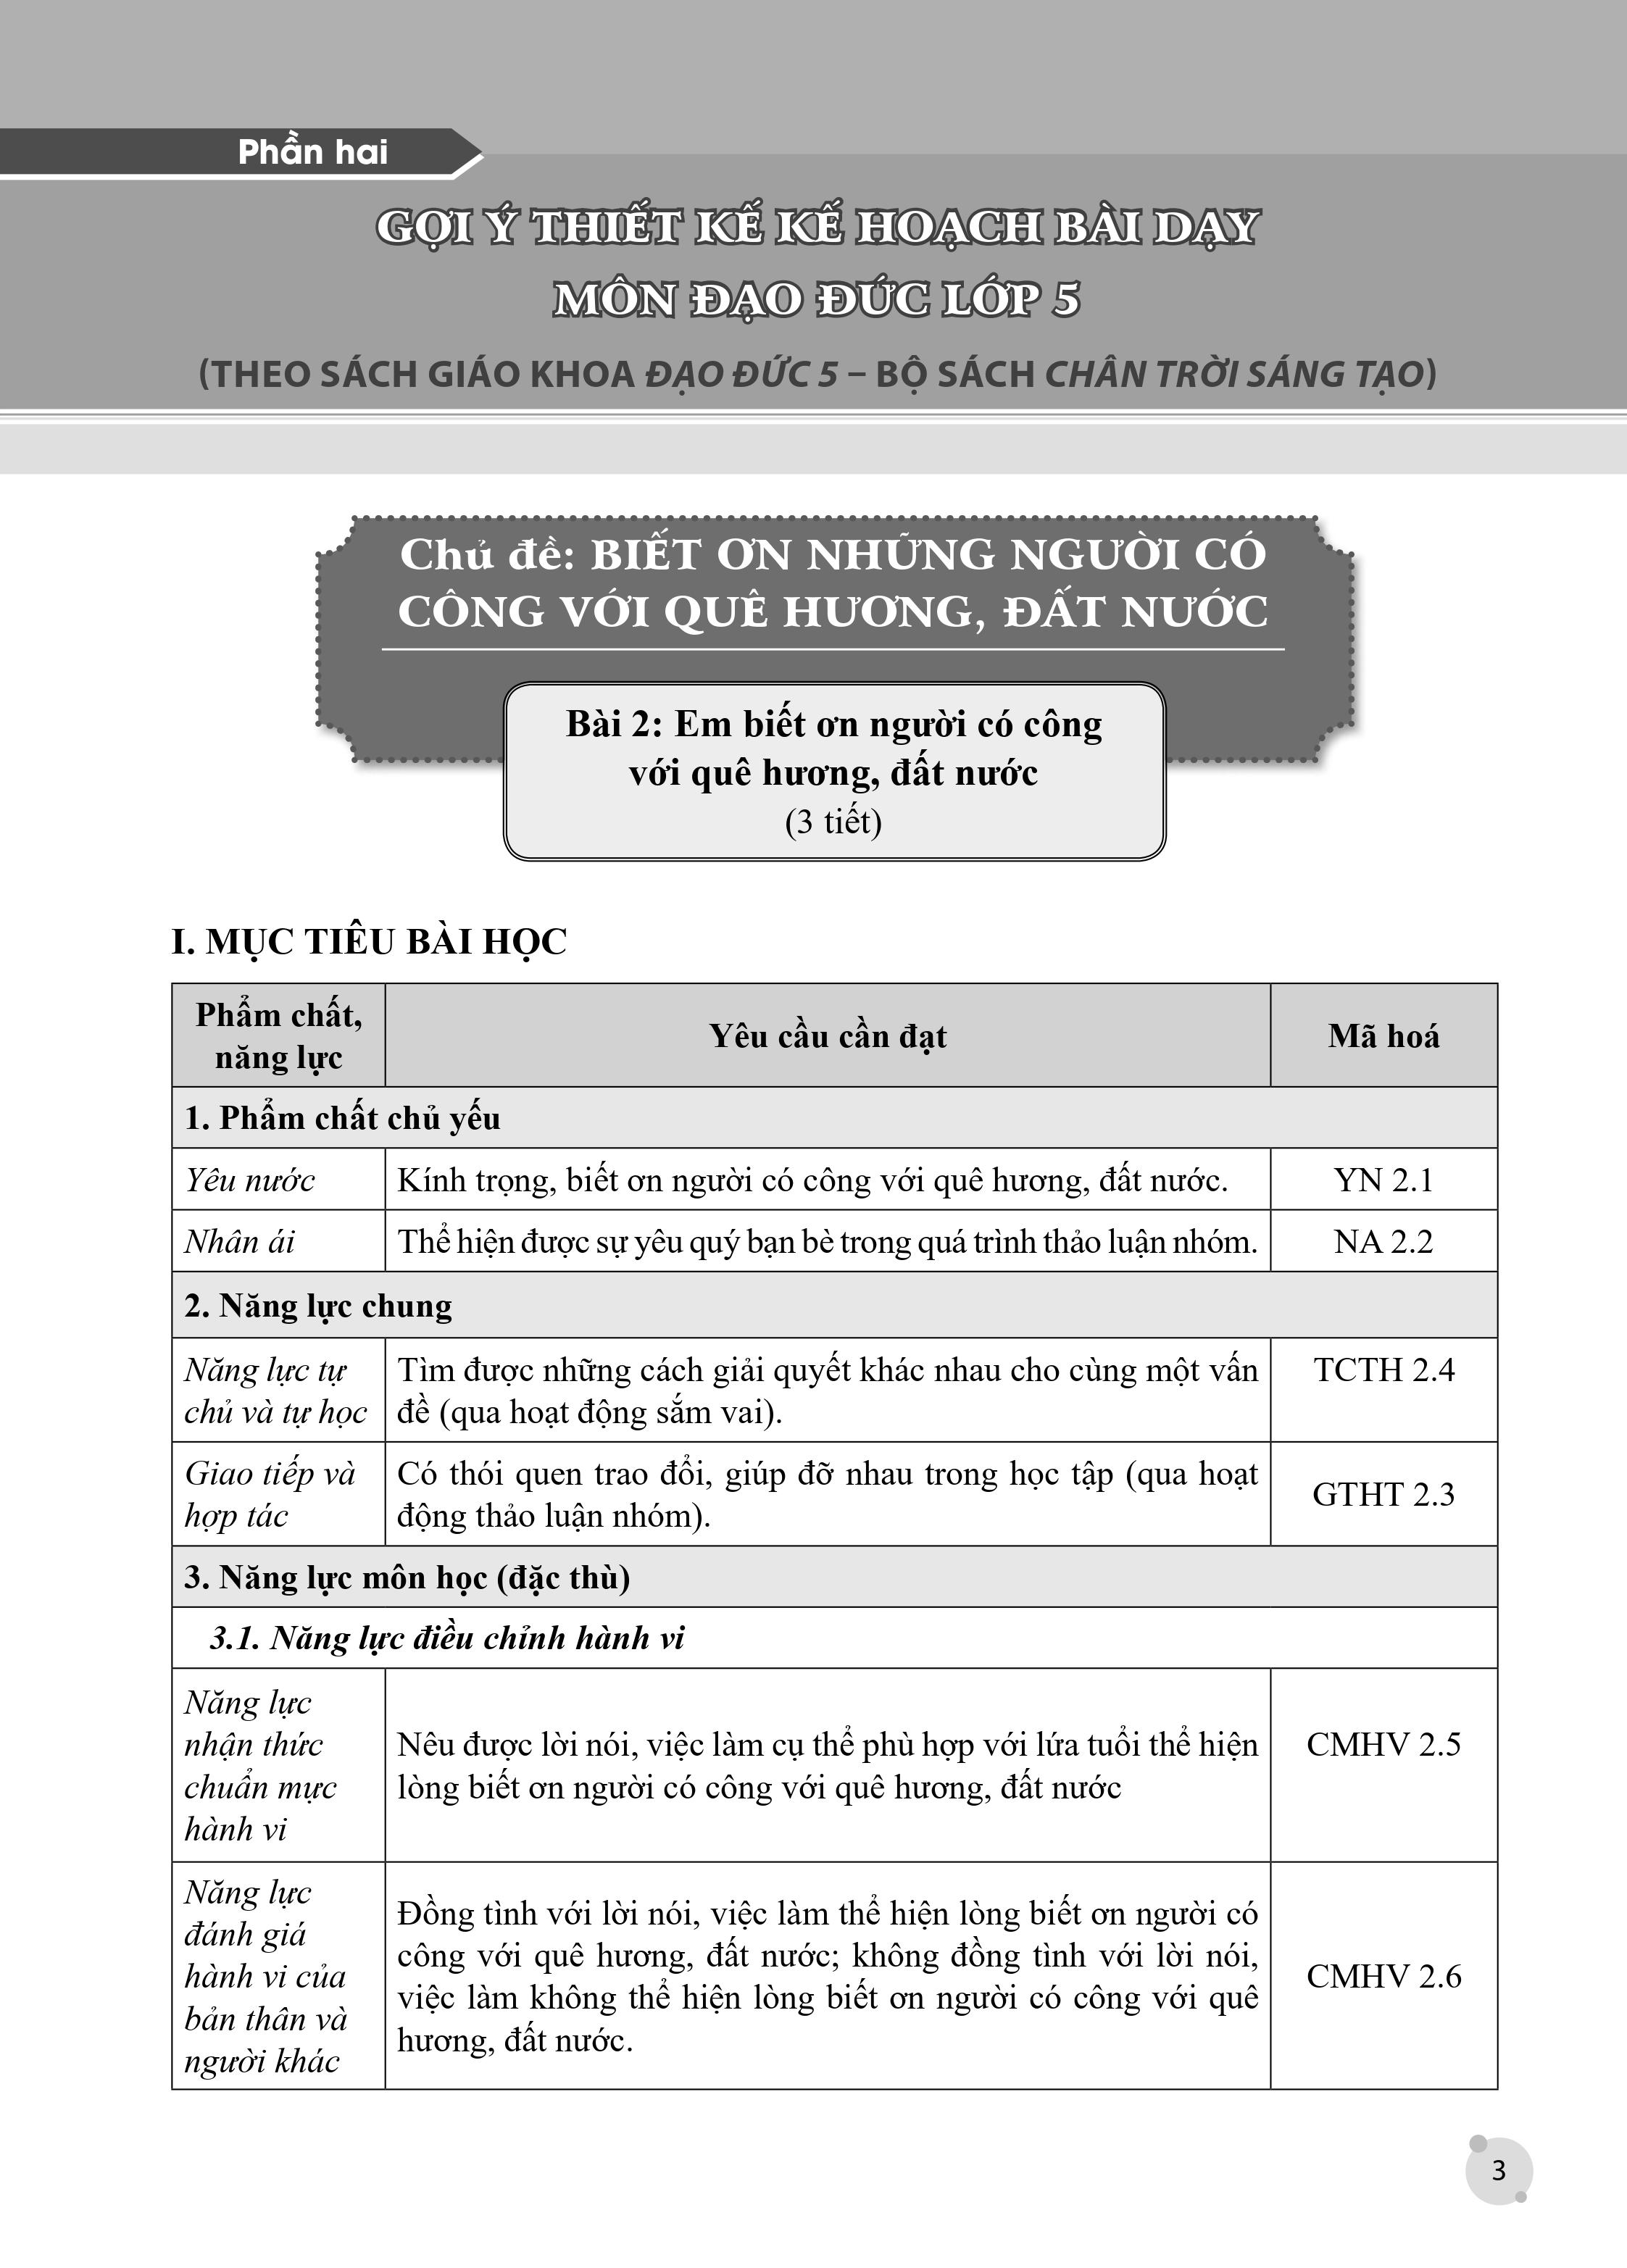 Phần hai
GỢI Ý THIẾT KẾ KẾ HOẠCH BÀI DẠY
MÔN ĐẠO ĐỨC LỚP 5
(THEO SÁCH GIÁO KHOA ĐẠO ĐỨC 5 – BỘ SÁCH CHÂN TRỜI SÁNG TẠO)
Chủ đề: BIẾT ƠN NHỮNG NGƯỜI CÓ
CÔNG VỚI QUÊ HƯƠNG, ĐẤT NƯỚC
Bài 2: Em biết ơn người có công
với quê hương, đất nước
(3 tiết)
I. MỤC TIÊU BÀI HỌC
Phẩm chất,
năng lực
Yêu cầu cần đạt
Mã hoá
1. Phẩm chất chủ yếu
Yêu nước
Kính trọng, biết ơn người có công với quê hương, đất nước.
YN 2.1
Nhân ái
Thể hiện được sự yêu quý bạn bè trong quá trình thảo luận nhóm.
NA 2.2
2. Năng lực chung
Năng lực tự
chủ và tự học
Tìm được những cách giải quyết khác nhau cho cùng một vấn
đề (qua hoạt động sắm vai).
TCTH 2.4
Giao tiếp và
hợp tác
Có thói quen trao đổi, giúp đỡ nhau trong học tập (qua hoạt
động thảo luận nhóm).
GTHT 2.3
3. Năng lực môn học (đặc thù)
3.1. Năng lực điều chỉnh hành vi
Năng lực
nhận thức
chuẩn mực
hành vi
Nêu được lời nói, việc làm cụ thể phù hợp với lứa tuổi thể hiện
lòng biết ơn người có công với quê hương, đất nước
CMHV 2.5
Năng lực
đánh giá
hành vi của
bản thân và
người khác
Đồng tình với lời nói, việc làm thể hiện lòng biết ơn người có
công với quê hương, đất nước; không đồng tình với lời nói,
việc làm không thể hiện lòng biết ơn người có công với quê
hương, đất nước.
CMHV 2.6
3